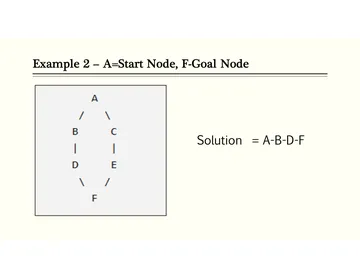 Example 2 – A=Start Node, F-Goal Node
A
/ \
B C
| |
D E
\ /
F
Solution = A-B-D-F